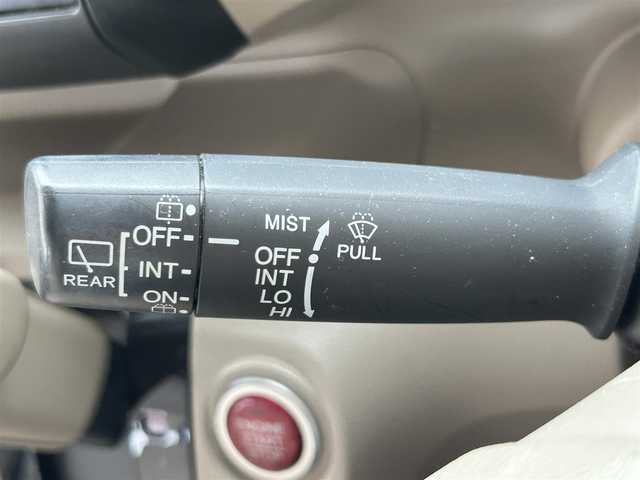 OFF
INT
ON
REAR
MIST
OFF
INT
LO
HI
PULL